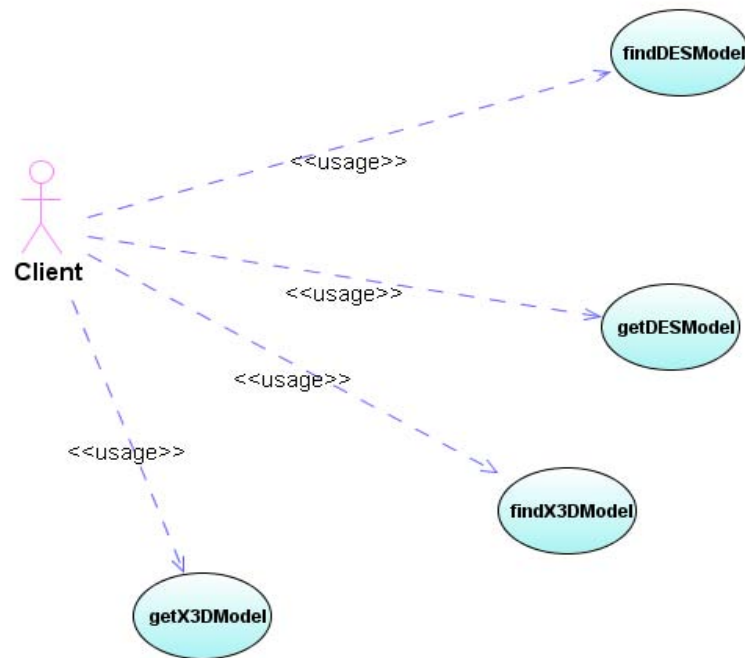 findDESModel
<<usage>>
Client
<<usage>>
getDESModel
<<usage>>
<<usage>>
findX3DModel
getX3DModel